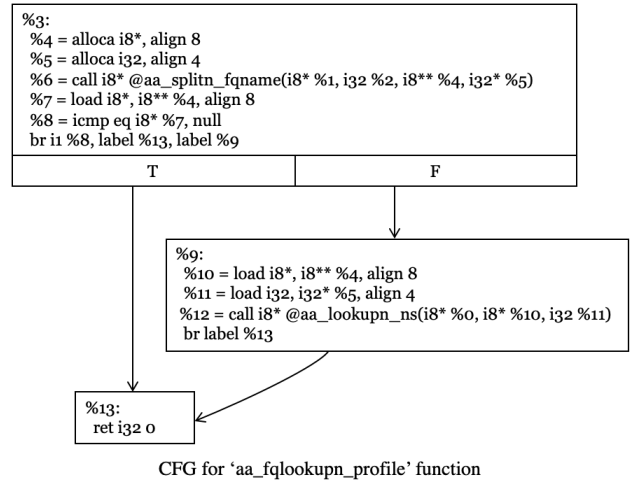 %3:
%4 = alloca i8*, align 8
%5 = alloca i32, align 4
%6 = call i8* @aa_splitn_fqname(i8* %1, i32 %2, i8** %4, i32* %5)
%7 = load i8*, i8** %4, align 8
%8 = icmp eq i8* %7, null
br i1 %8, label %13, label %9
T F
%9:
%10 = load i8*, i8** %4, align 8
%11 = load i32, i32* %5, align 4
%12 = call i8* @aa_lookupn_ns(i8* %0, i8* %10, i32 %11)
br label %13
%13:
ret i32 0
CFG for ‘aa_fqlookupn_profile’ function